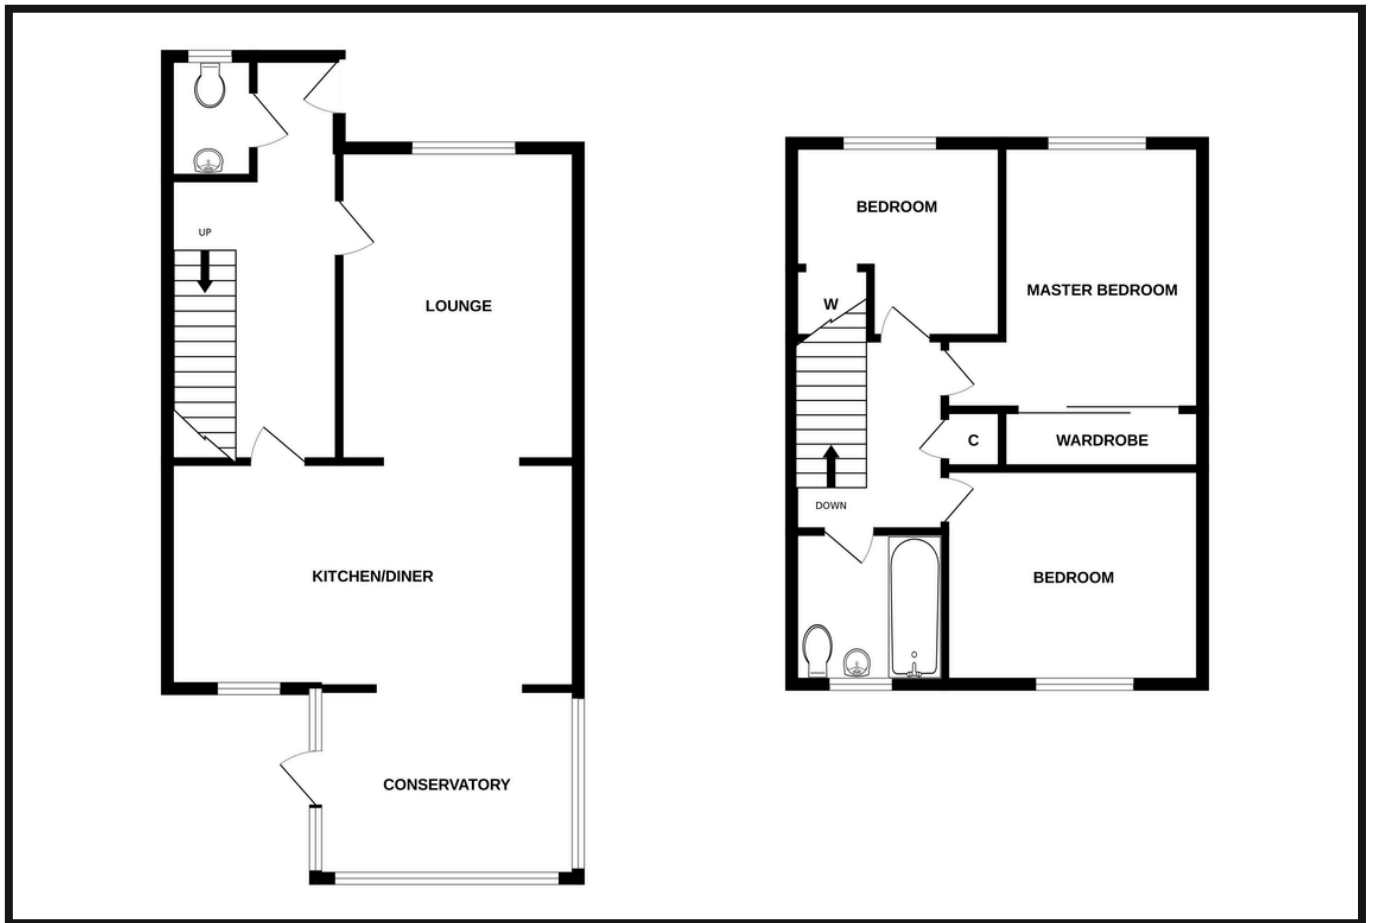 UP
LOUNGE
KITCHEN/DINER
CONSERVATORY
BEDROOM
MASTER BEDROOM
W
C
WARDROBE
DOWN
BEDROOM